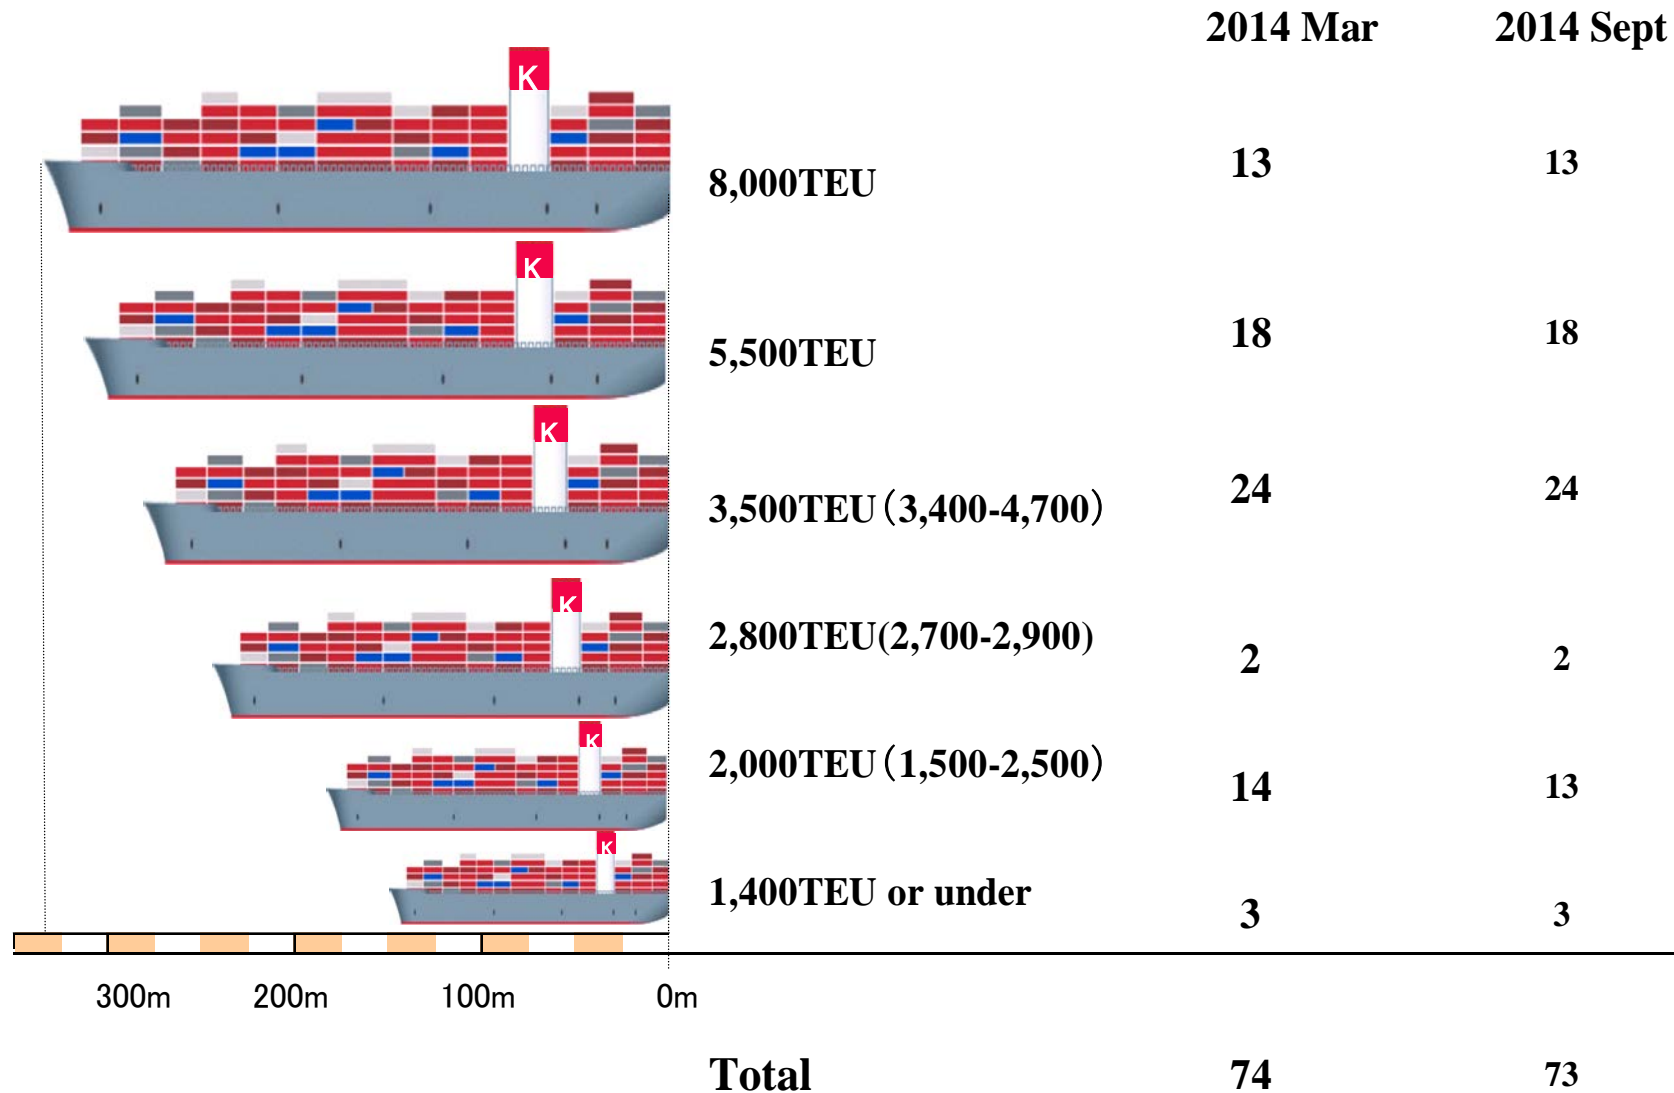 2014 Mar 2014 Sept
K
8,000TEU 13 13
K
5,500TEU 18 18
K
3,500TEU（3,400-4,700） 24 24
K
2,800TEU(2,700-2,900) 2 2
K
2,000TEU（1,500-2,500） 14 13
K
1,400TEU or under 3 3
300m 200m 100m 0m
Total 74 73